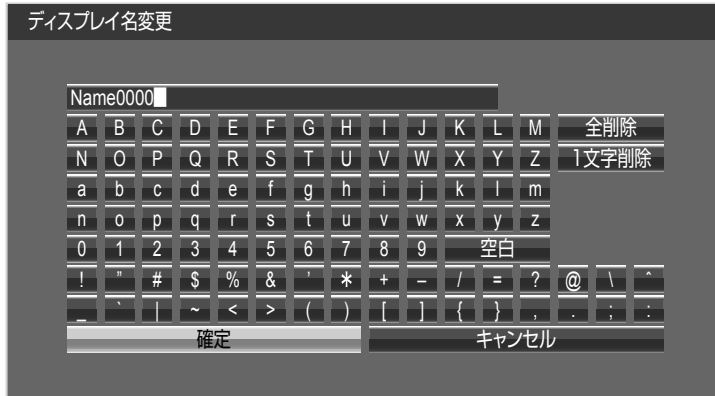 ディスプレイ名変更
Name0000
A B C D E F G H I J K L M 全削除
N O P Q R S T U V W X Y Z 1文字削除
a b c d e f g h i j k l m
n o p q r s t u v w x y z
0 1 2 3 4 5 6 7 8 9 空白
! " # $ % & ' * + – / = ? @ \ ^
_ ` | ~ < > ( ) [ ] { } , . ; :
確定 キャンセル